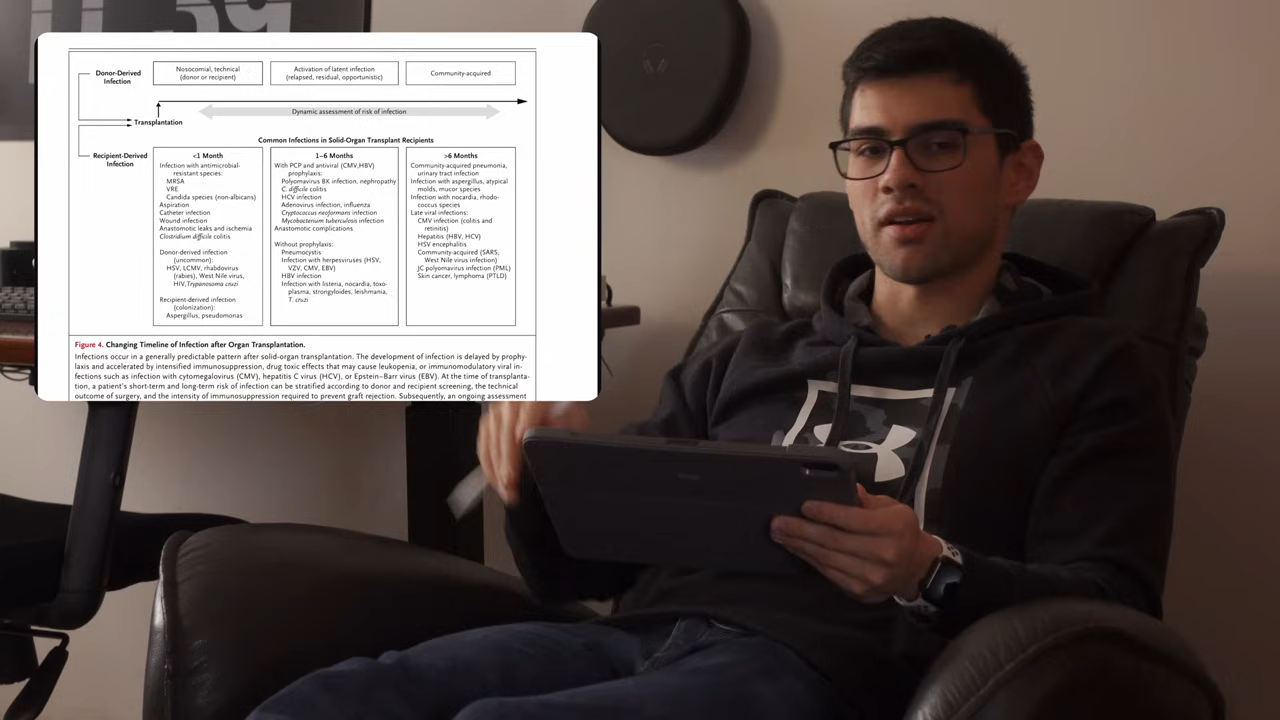 59
Donor-Derived
Infection
Nosocomial, technical
(donor or recipient)
Activation of latent infection
(relapsed, residual, opportunistic)
Community-acquired
Dynamic assessment of risk of infection
Transplantation
Common Infections in Solid-Organ Transplant Recipients
Recipient-Derived
Infection
<1 Month
Infection with antimicrobial-
resistant species:
MRSA
VRE
Candida species (non-albicans)
Aspiration
Catheter infection
Wound infection
Anastomotic leaks and ischemia
Clostridium difficile colitis
Donor-derived infection
(uncommon):
HSV, LCMV, rhabdovirus
(rabies), West Nile virus,
HIV, Trypanosoma cruzi
Recipient-derived infection
(colonization):
Aspergillus, pseudomonas
1–6 Months
With PCP and antiviral (CMV,HBV)
prophylaxis:
Polyomavirus BK infection, nephropathy
C. difficile colitis
HCV infection
Adenovirus infection, influenza
Cryptococcus neoformans infection
Mycobacterium tuberculosis infection
Anastomotic complications
Without prophylaxis:
Pneumocystis
Infection with herpesviruses (HSV,
VZV, CMV, EBV)
HBV infection
Infection with listeria, nocardia, toxo-
plasma, strongyloides, leishmania,
T. cruzi
>6 Months
Community-acquired pneumonia,
urinary tract infection
Infection with aspergillus, atypical
molds, mucor species
Infection with nocardia, rhodo-
coccus species
Late viral infections:
CMV infection (colitis and
retinitis)
Hepatitis (HBV, HCV)
HSV encephalitis
Community-acquired (SARS,
West Nile virus infection)
JC polyomavirus infection (PML)
Skin cancer, lymphoma (PTLD)
Figure 4. Changing Timeline of Infection after Organ Transplantation.
Infections occur in a generally predictable pattern after solid-organ transplantation. The development of infection is delayed by prophy-
laxis and accelerated by intensified immunosuppression, drug toxic effects that may cause leukopenia, or immunomodulatory viral in-
fections such as infection with cytomegalovirus (CMV), hepatitis C virus (HCV), or Epstein–Barr virus (EBV). At the time of transplanta-
tion, a patient's short-term and long-term risk of infection can be stratified according to donor and recipient screening, the technical
outcome of surgery, and the intensity of immunosuppression required to prevent graft rejection. Subsequently, an ongoing assessment